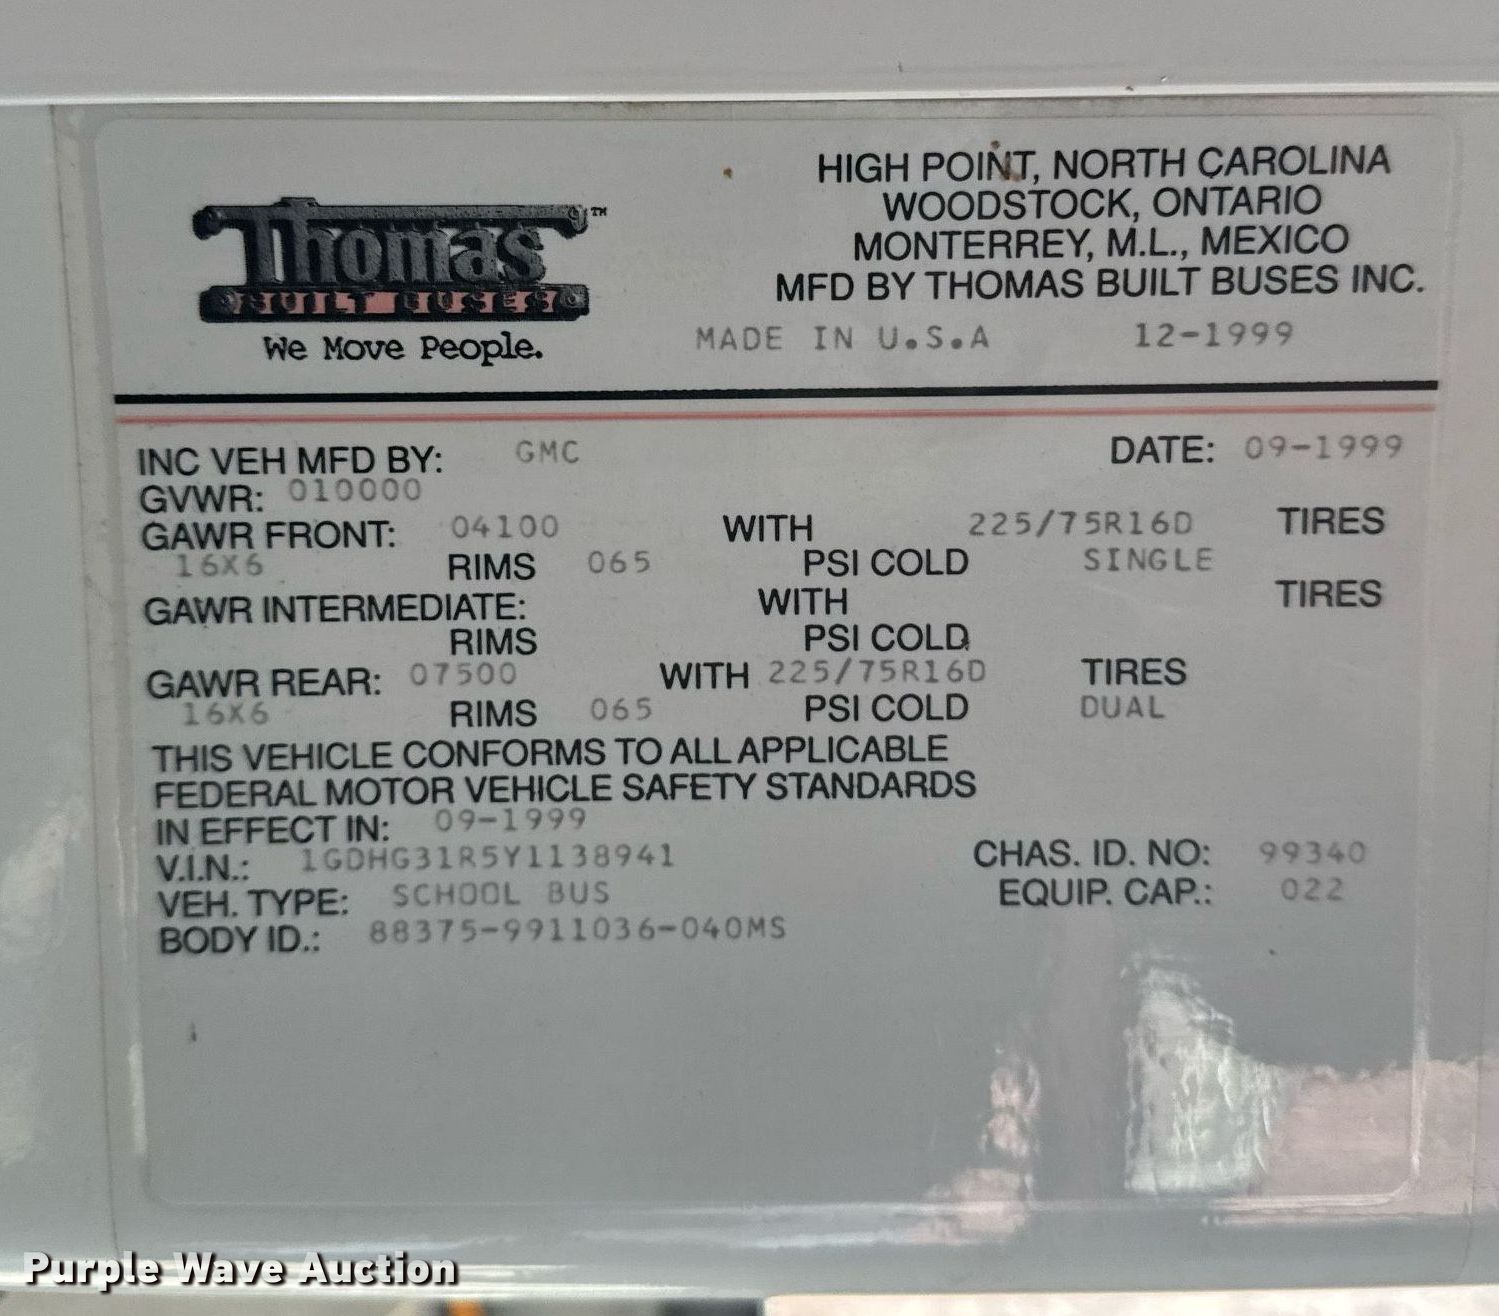 Thomas™
BUILT BUSES
We Move People.
HIGH POINT, NORTH CAROLINA
WOODSTOCK, ONTARIO
MONTERREY, M.L., MEXICO
MFD BY THOMAS BUILT BUSES INC.
MADE IN U.S.A 12-1999
INC VEH MFD BY: GMC DATE: 09-1999
GVWR: 010000
GAWR FRONT: 04100 WITH 225/75R16D TIRES
16X6 RIMS 065 PSI COLD SINGLE
GAWR INTERMEDIATE: WITH TIRES
RIMS PSI COLD
GAWR REAR: 07500 WITH 225/75R16D TIRES
16X6 RIMS 065 PSI COLD DUAL
THIS VEHICLE CONFORMS TO ALL APPLICABLE
FEDERAL MOTOR VEHICLE SAFETY STANDARDS
IN EFFECT IN: 09-1999
V.I.N.: 1GDHG31R5Y1138941 CHAS. ID. NO: 99340
VEH. TYPE: SCHOOL BUS EQUIP. CAP.: 022
BODY ID.: 88375-9911036-040MS
Purple Wave Auction